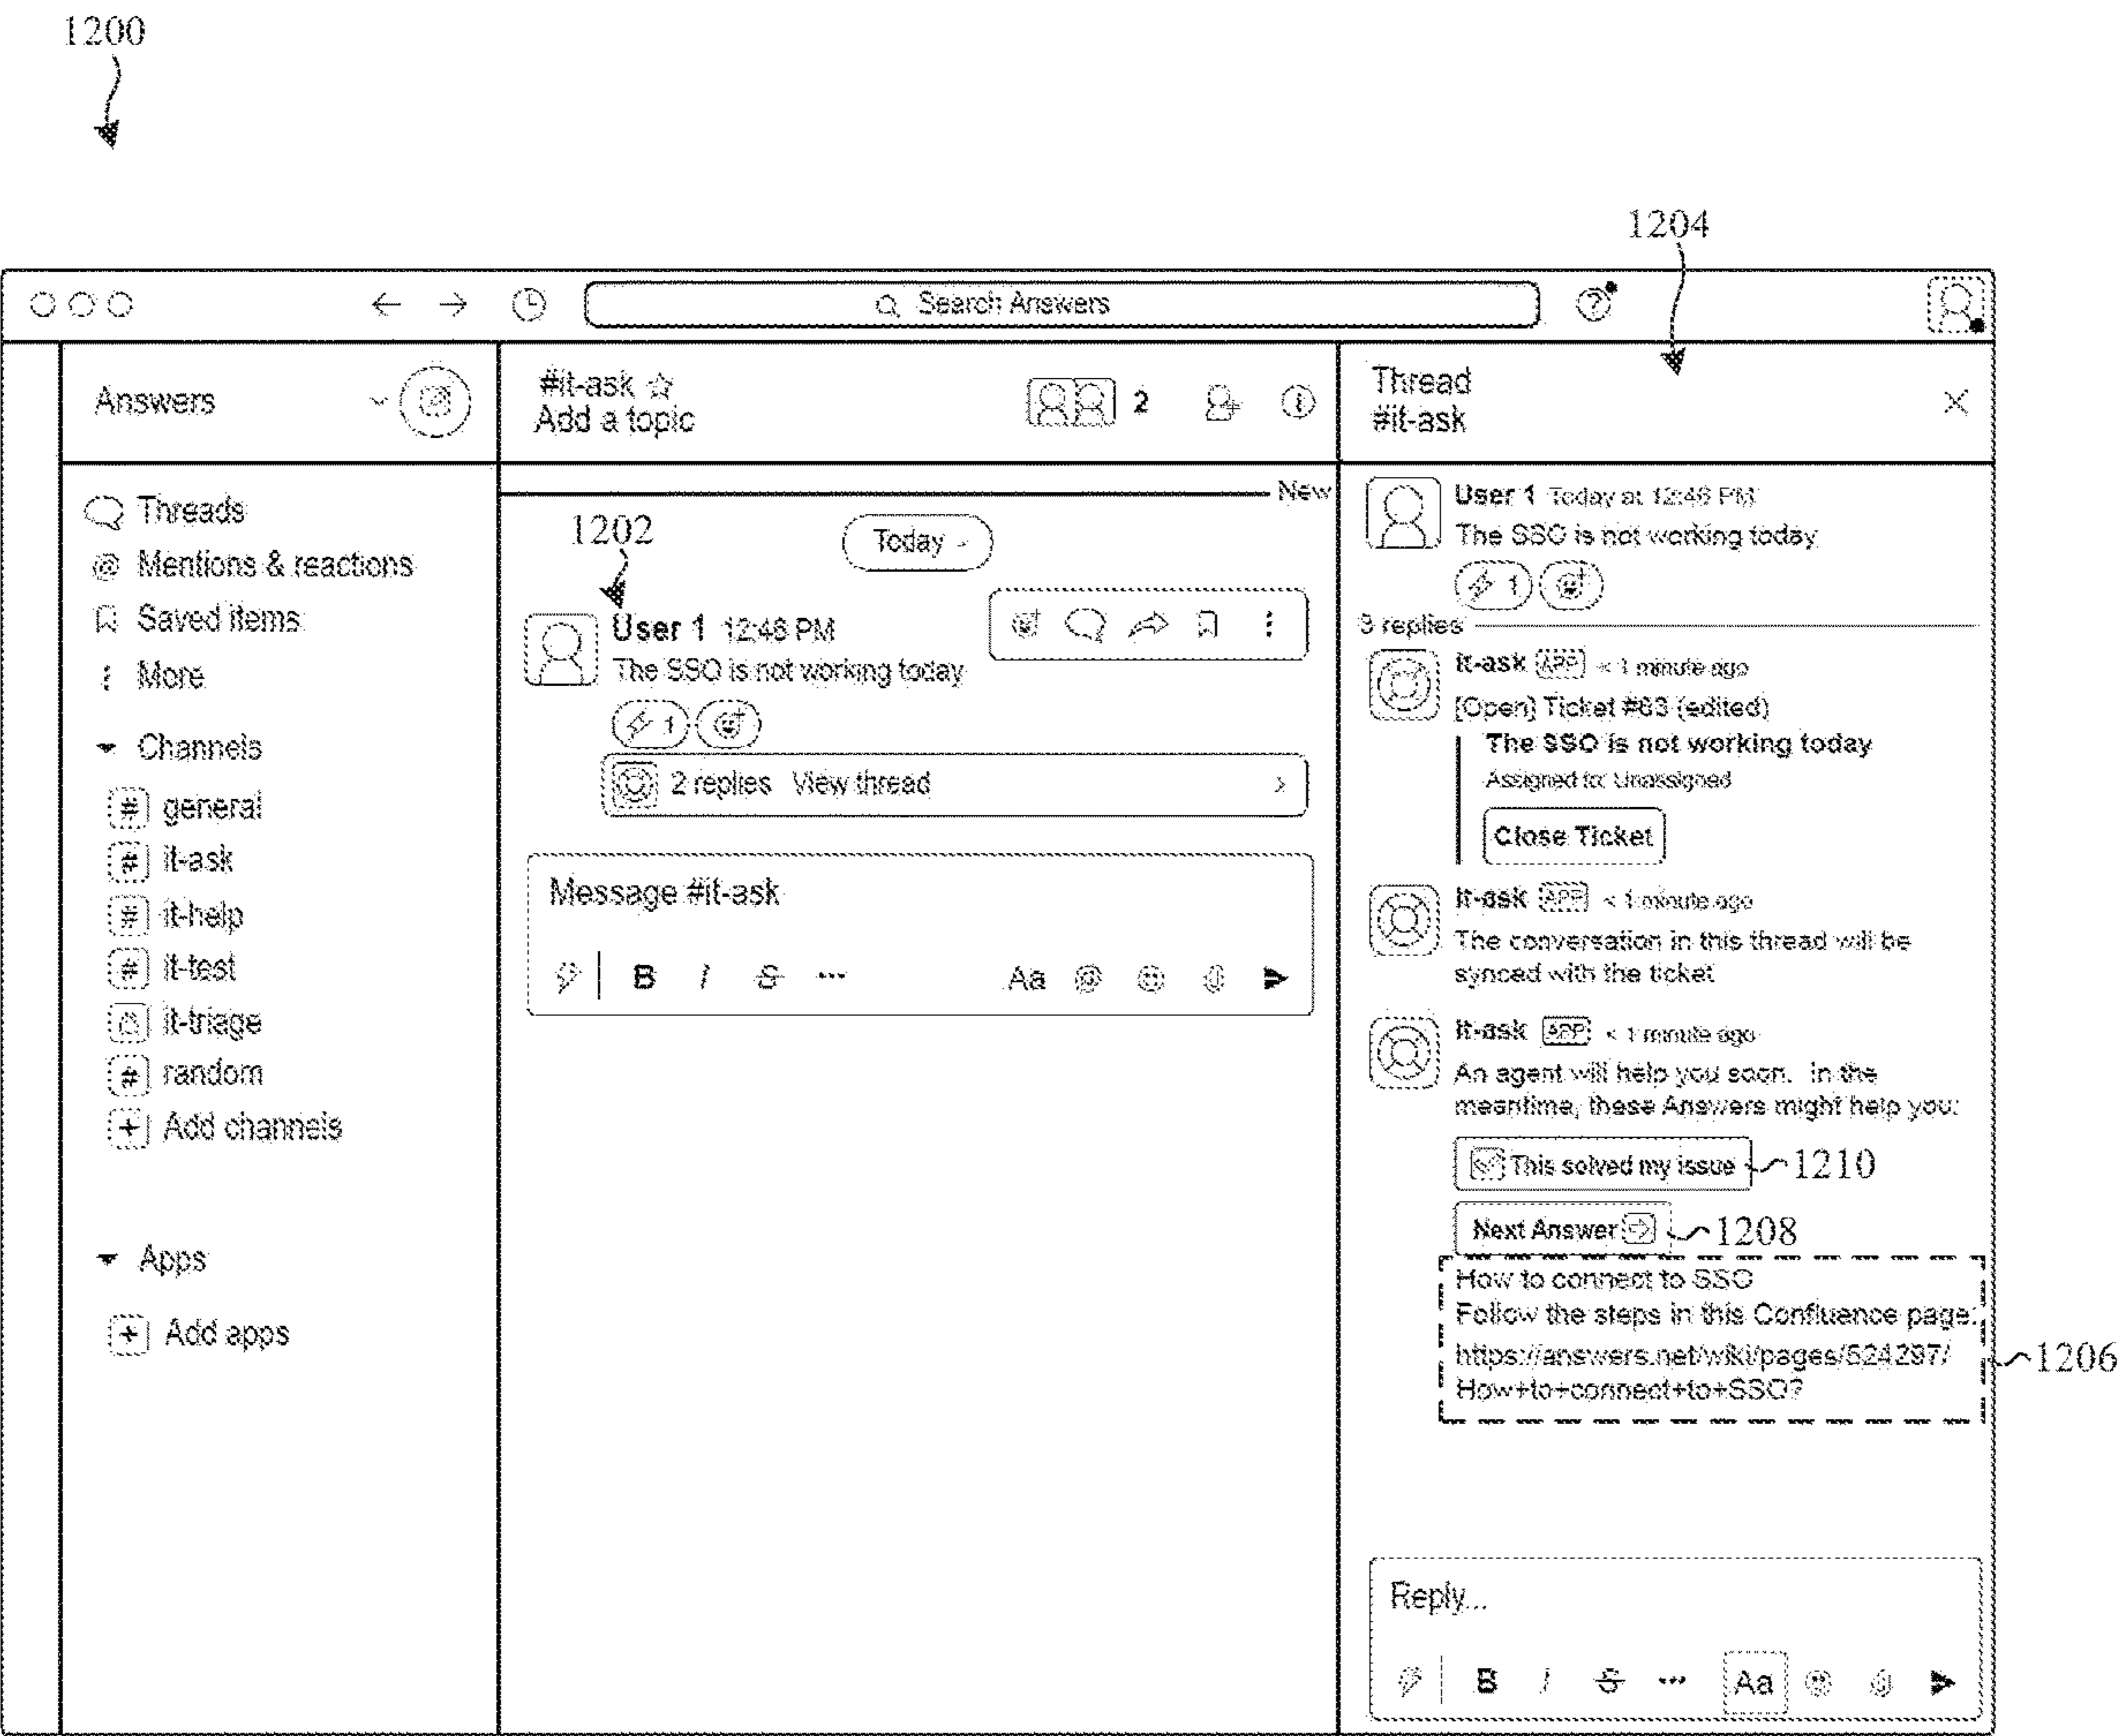 1200
1204
Search Answers
Answers
#it-ask
Add a topic
2
Thread
#it-ask
Threads
Mentions & reactions
Saved items
More
Channels
# general
# it-ask
# it-help
# it-test
it-triage
# random
+ Add channels
Apps
+ Add apps
New
Today
1202
User 1 12:46 PM
The SSO is not working today
1
2 replies View thread
Message #it-ask
B I S ... Aa @
User 1 Today at 12:46 PM
The SSO is not working today
1
3 replies
it-ask APP < 1 minute ago
[Open] Ticket #63 (edited)
The SSO is not working today
Assigned to: Unassigned
Close Ticket
it-ask APP < 1 minute ago
The conversation in this thread will be
synced with the ticket
it-ask APP < 1 minute ago
An agent will help you soon. In the
meantime, these Answers might help you:
This solved my issue
1210
Next Answer
1208
How to connect to SSO
Follow the steps in this Confluence page:
https://answers.net/wiki/pages/524297/
How+to+connect+to+SSO?
1206
Reply...
B I S ... Aa